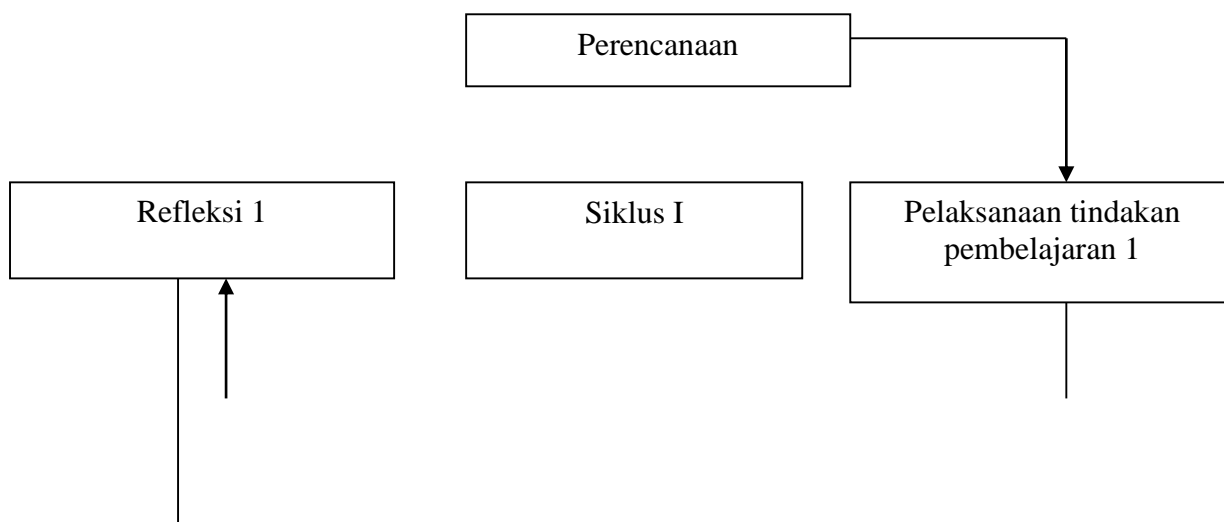 Perencanaan
Refleksi 1
Siklus I
Pelaksanaan tindakan
pembelajaran 1